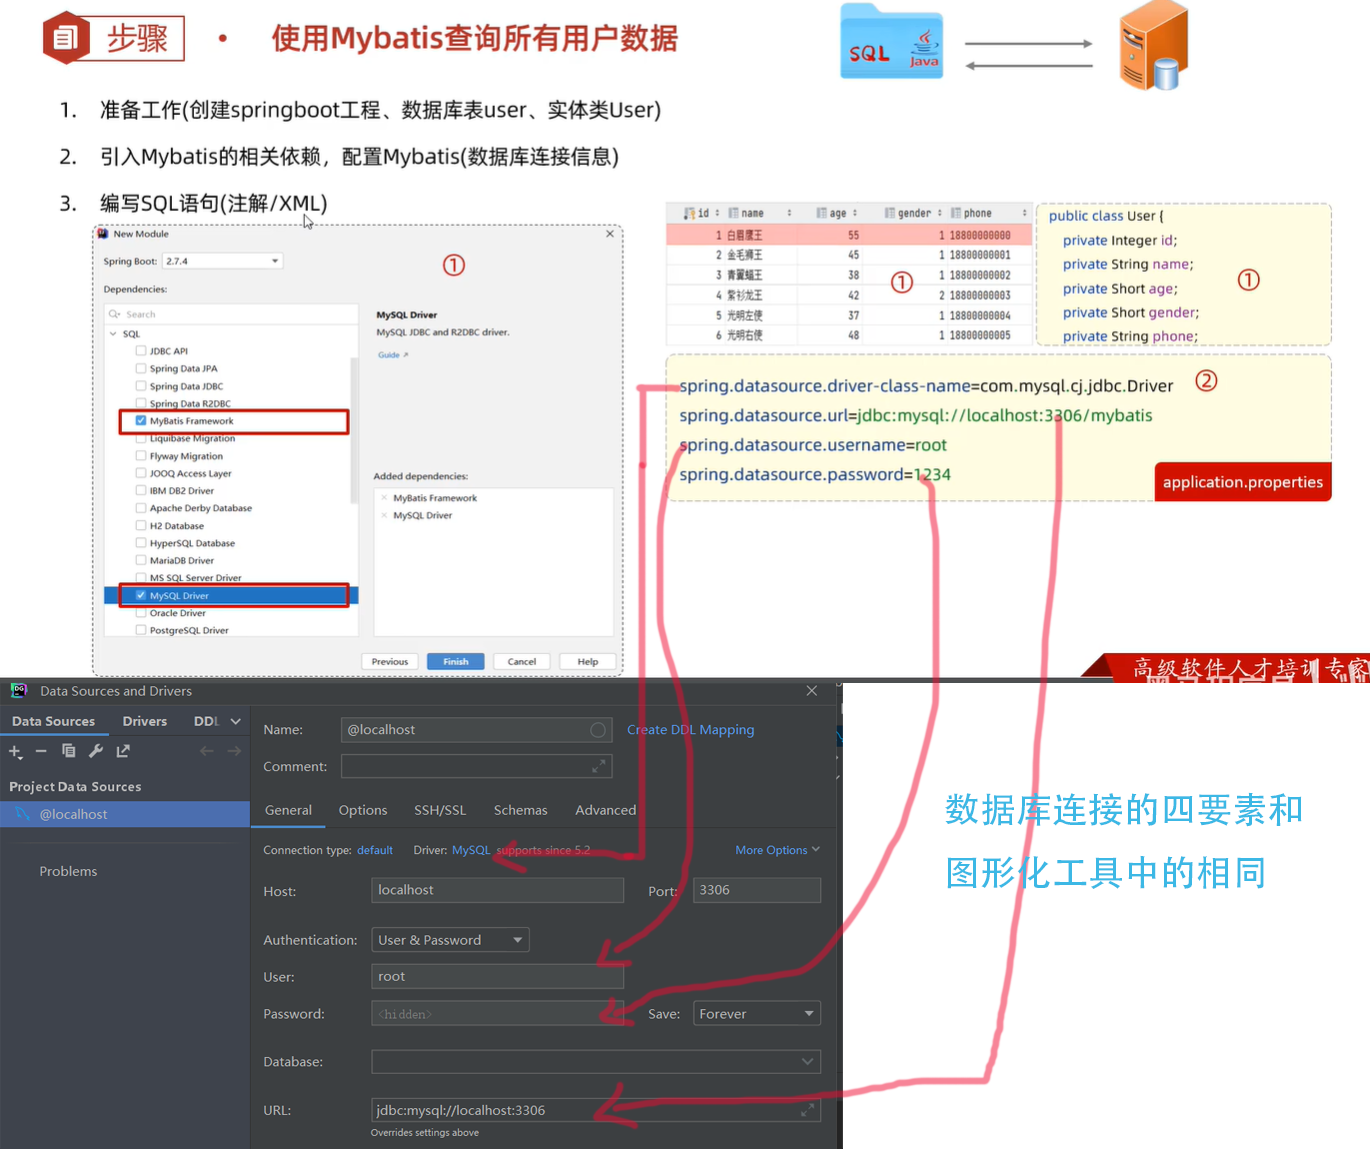 步骤
• 使用Mybatis查询所有用户数据
SQL
Java
1. 准备工作(创建springboot工程、数据库表user、实体类User)
2. 引入Mybatis的相关依赖，配置Mybatis(数据库连接信息)
3. 编写SQL语句(注解/XML)
New Module
Spring Boot: 2.7.4
①
Dependencies:
Search
SQL
JDBC API
Spring Data JPA
Spring Data JDBC
Spring Data R2DBC
MyBatis Framework
Liquibase Migration
Flyway Migration
JOOQ Access Layer
IBM DB2 Driver
Apache Derby Database
H2 Database
HyperSQL Database
MariaDB Driver
MS SQL Server Driver
MySQL Driver
Oracle Driver
PostgreSQL Driver
MySQL Driver
MySQL JDBC and R2DBC driver.
Guide ↗
Added dependencies:
MyBatis Framework
MySQL Driver
Previous Finish Cancel Help
id name age gender phone
1 白眉鹰王 55 1 18800000000
2 金毛狮王 45 1 18800000001
3 青翼蝠王 38 1 18800000002
4 紫衫龙王 42 2 18800000003
5 光明左使 37 1 18800000004
6 光明右使 48 1 18800000005
①
public class User {
private Integer id;
private String name;
private Short age;
private Short gender;
private String phone;
①
spring.datasource.driver-class-name=com.mysql.cj.jdbc.Driver
②
spring.datasource.url=jdbc:mysql://localhost:3306/mybatis
spring.datasource.username=root
spring.datasource.password=1234
application.properties
高级软件人才培训专家
DG Data Sources and Drivers
Data Sources Drivers DDL
Project Data Sources
@localhost
Problems
Name: @localhost Create DDL Mapping
Comment:
General Options SSH/SSL Schemas Advanced
Connection type: default Driver: MySQL supports since 5.2 More Options
Host: localhost Port: 3306
Authentication: User & Password
User: root
Password: <hidden> Save: Forever
Database:
URL: jdbc:mysql://localhost:3306
Overrides settings above
数据库连接的四要素和
图形化工具中的相同